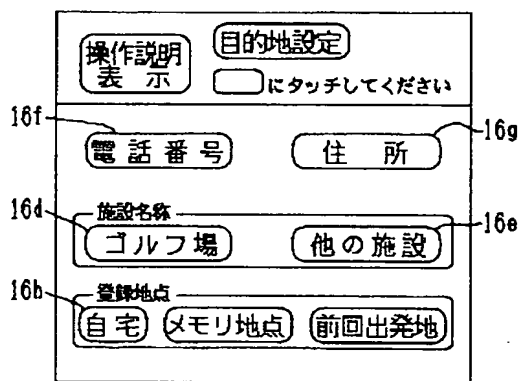 操作説明
表示
目的地設定
にタッチしてください
16f
電話番号
住所
16g
施設名称
16d
ゴルフ場
他の施設
16e
登録地点
16b
自宅 メモリ地点 前回出発地